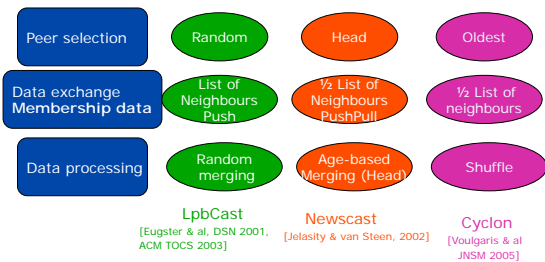 Peer selection
Random
Head
Oldest
Data exchange
Membership data
List of
Neighbours
Push
½ List of
Neighbours
PushPull
½ List of
neighbours
Data processing
Random
merging
Age-based
Merging (Head)
Shuffle
LpbCast
[Eugster & al, DSN 2001,
ACM TOCS 2003]
Newscast
[Jelasity & van Steen, 2002]
Cyclon
[Voulgaris & al
JNSM 2005]